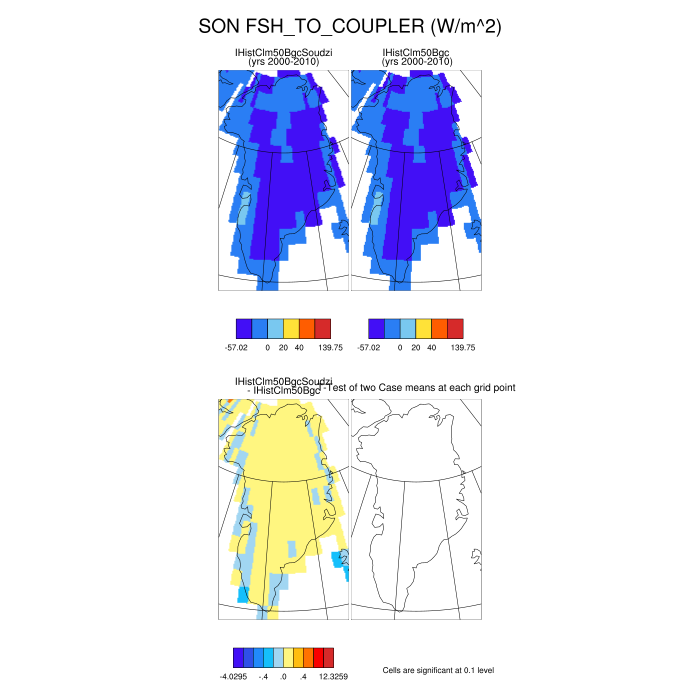 SON FSH_TO_COUPLER (W/m^2)
IHistClm50BgcSoudzi
(yrs 2000-2010)
IHistClm50Bgc
(yrs 2000-2010)
-57.02 0 20 40 139.75
-57.02 0 20 40 139.75
IHistClm50BgcSoudzi
- IHistClm50Bgc
T-Test of two Case means at each grid point
-4.0295 -.4 .0 .4 12.3259
Cells are significant at 0.1 level